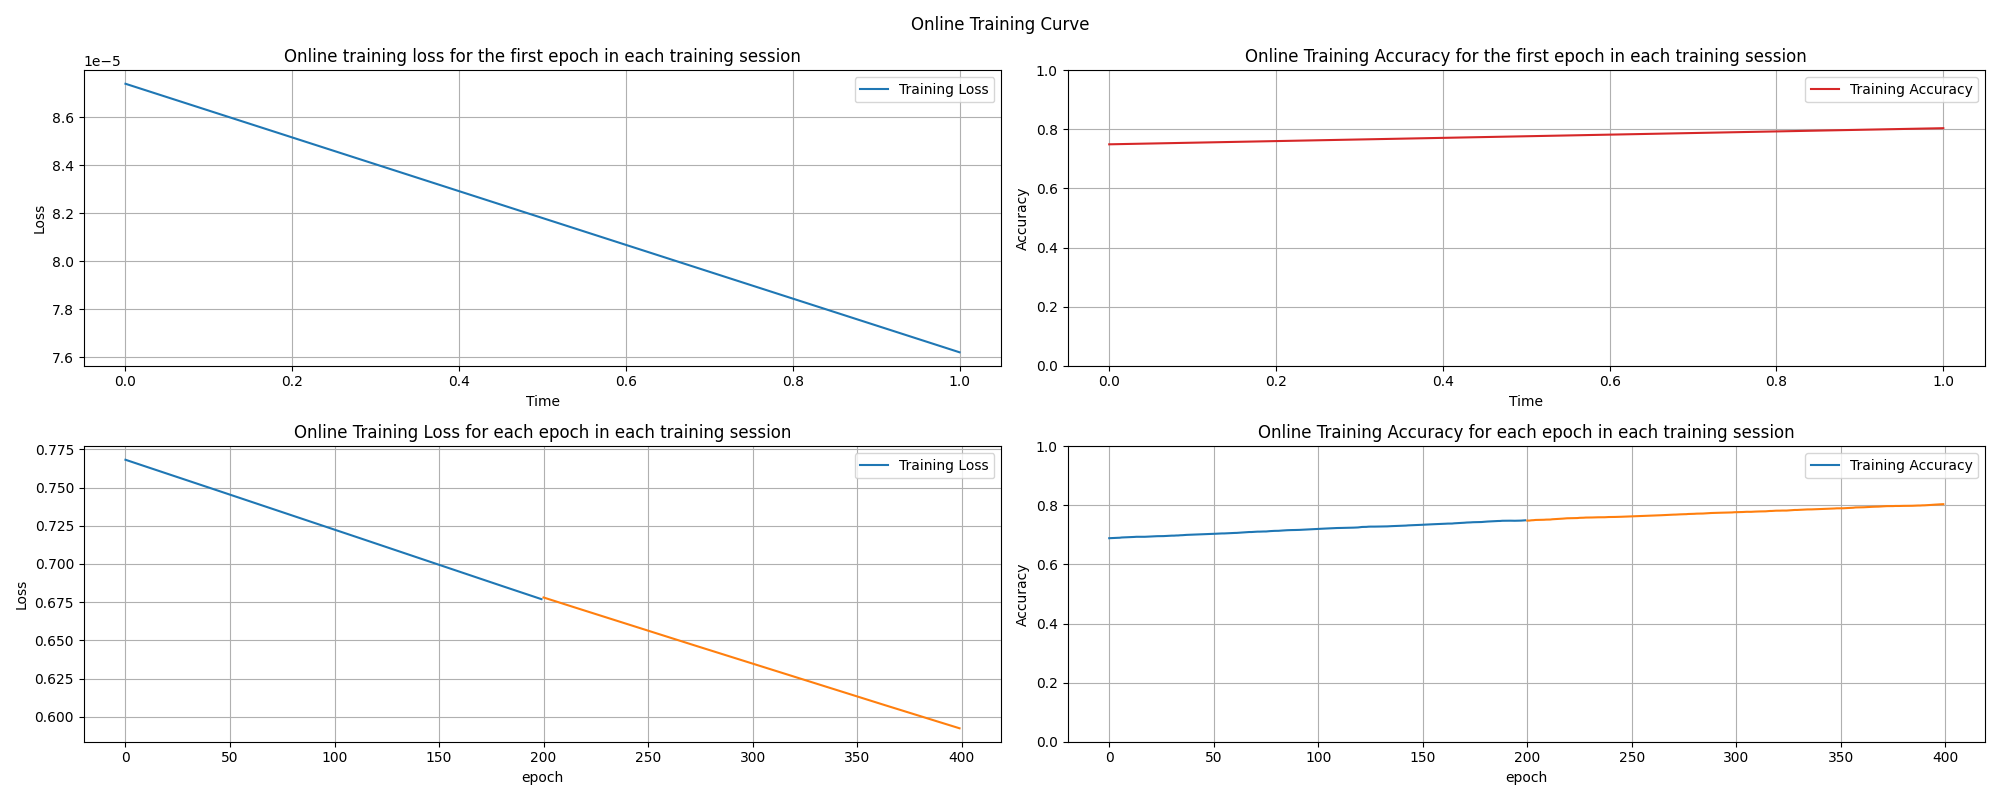 Online Training Curve
Online training loss for the first epoch in each training session
1e−5
Training Loss
8.6
8.4
8.2
8.0
7.8
7.6
Loss
0.0 0.2 0.4 0.6 0.8 1.0
Time
Online Training Accuracy for the first epoch in each training session
Training Accuracy
1.0
0.8
0.6
0.4
0.2
0.0
Accuracy
0.0 0.2 0.4 0.6 0.8 1.0
Time
Online Training Loss for each epoch in each training session
Training Loss
0.775
0.750
0.725
0.700
0.675
0.650
0.625
0.600
Loss
0 50 100 150 200 250 300 350 400
epoch
Online Training Accuracy for each epoch in each training session
Training Accuracy
1.0
0.8
0.6
0.4
0.2
0.0
Accuracy
0 50 100 150 200 250 300 350 400
epoch